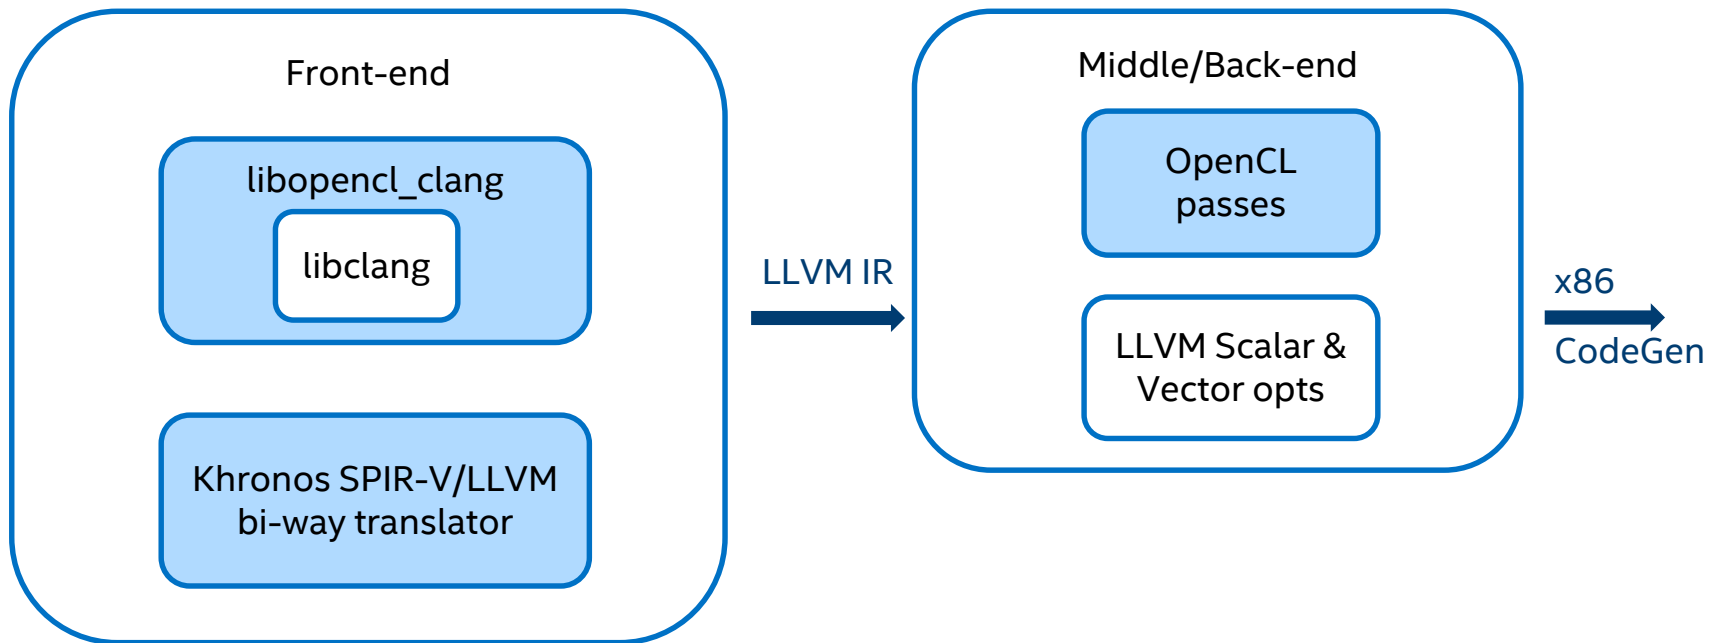 Front-end
libopencl_clang
libclang
Khronos SPIR-V/LLVM
bi-way translator
LLVM IR
Middle/Back-end
OpenCL
passes
LLVM Scalar &
Vector opts
x86
CodeGen